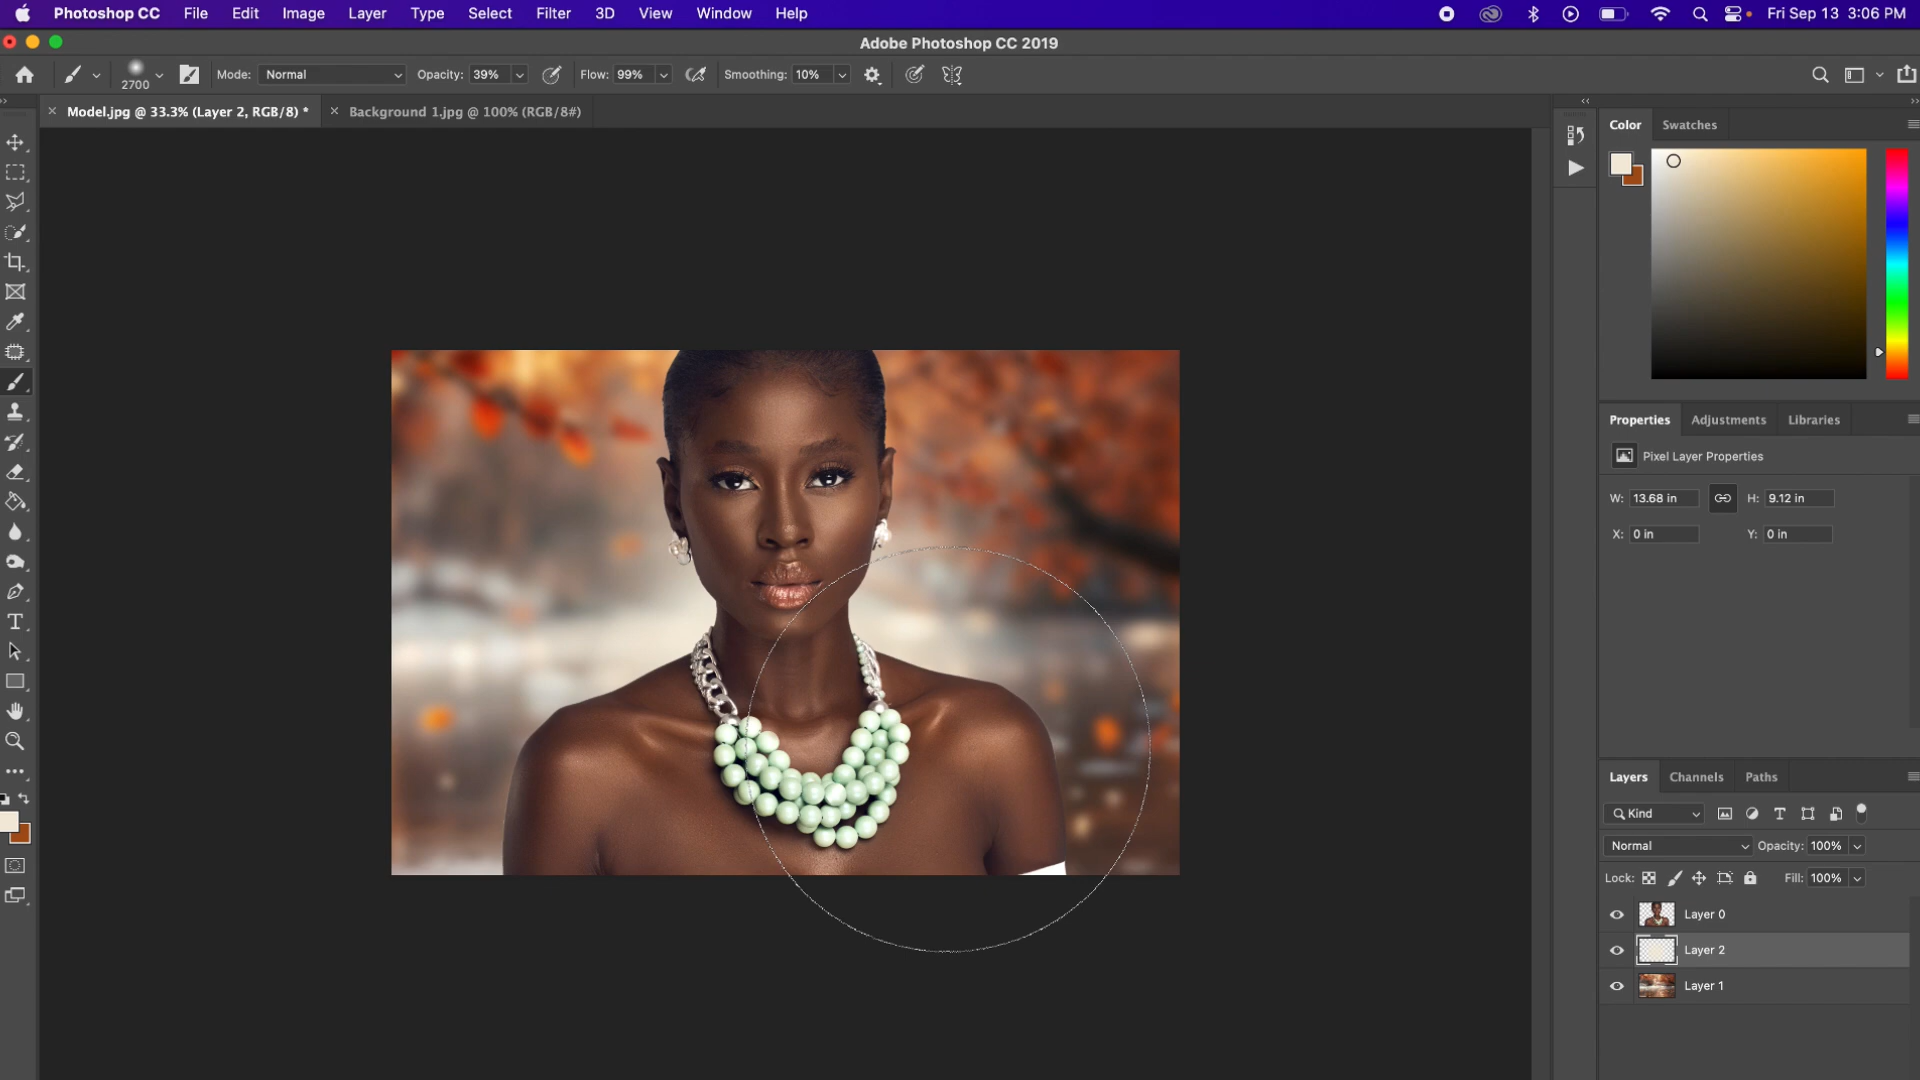 Photoshop CC File Edit Image Layer Type Select Filter 3D View Window Help Fri Sep 13 3:06 PM
Adobe Photoshop CC 2019
2700 Mode: Normal Opacity: 39% Flow: 99% Smoothing: 10%
Model.jpg @ 33.3% (Layer 2, RGB/8) * Background 1.jpg @ 100% (RGB/8#)
Color Swatches
Properties Adjustments Libraries
Pixel Layer Properties
W: 13.68 in H: 9.12 in
X: 0 in Y: 0 in
Layers Channels Paths
Kind
Normal Opacity: 100%
Lock: Fill: 100%
Layer 0
Layer 2
Layer 1